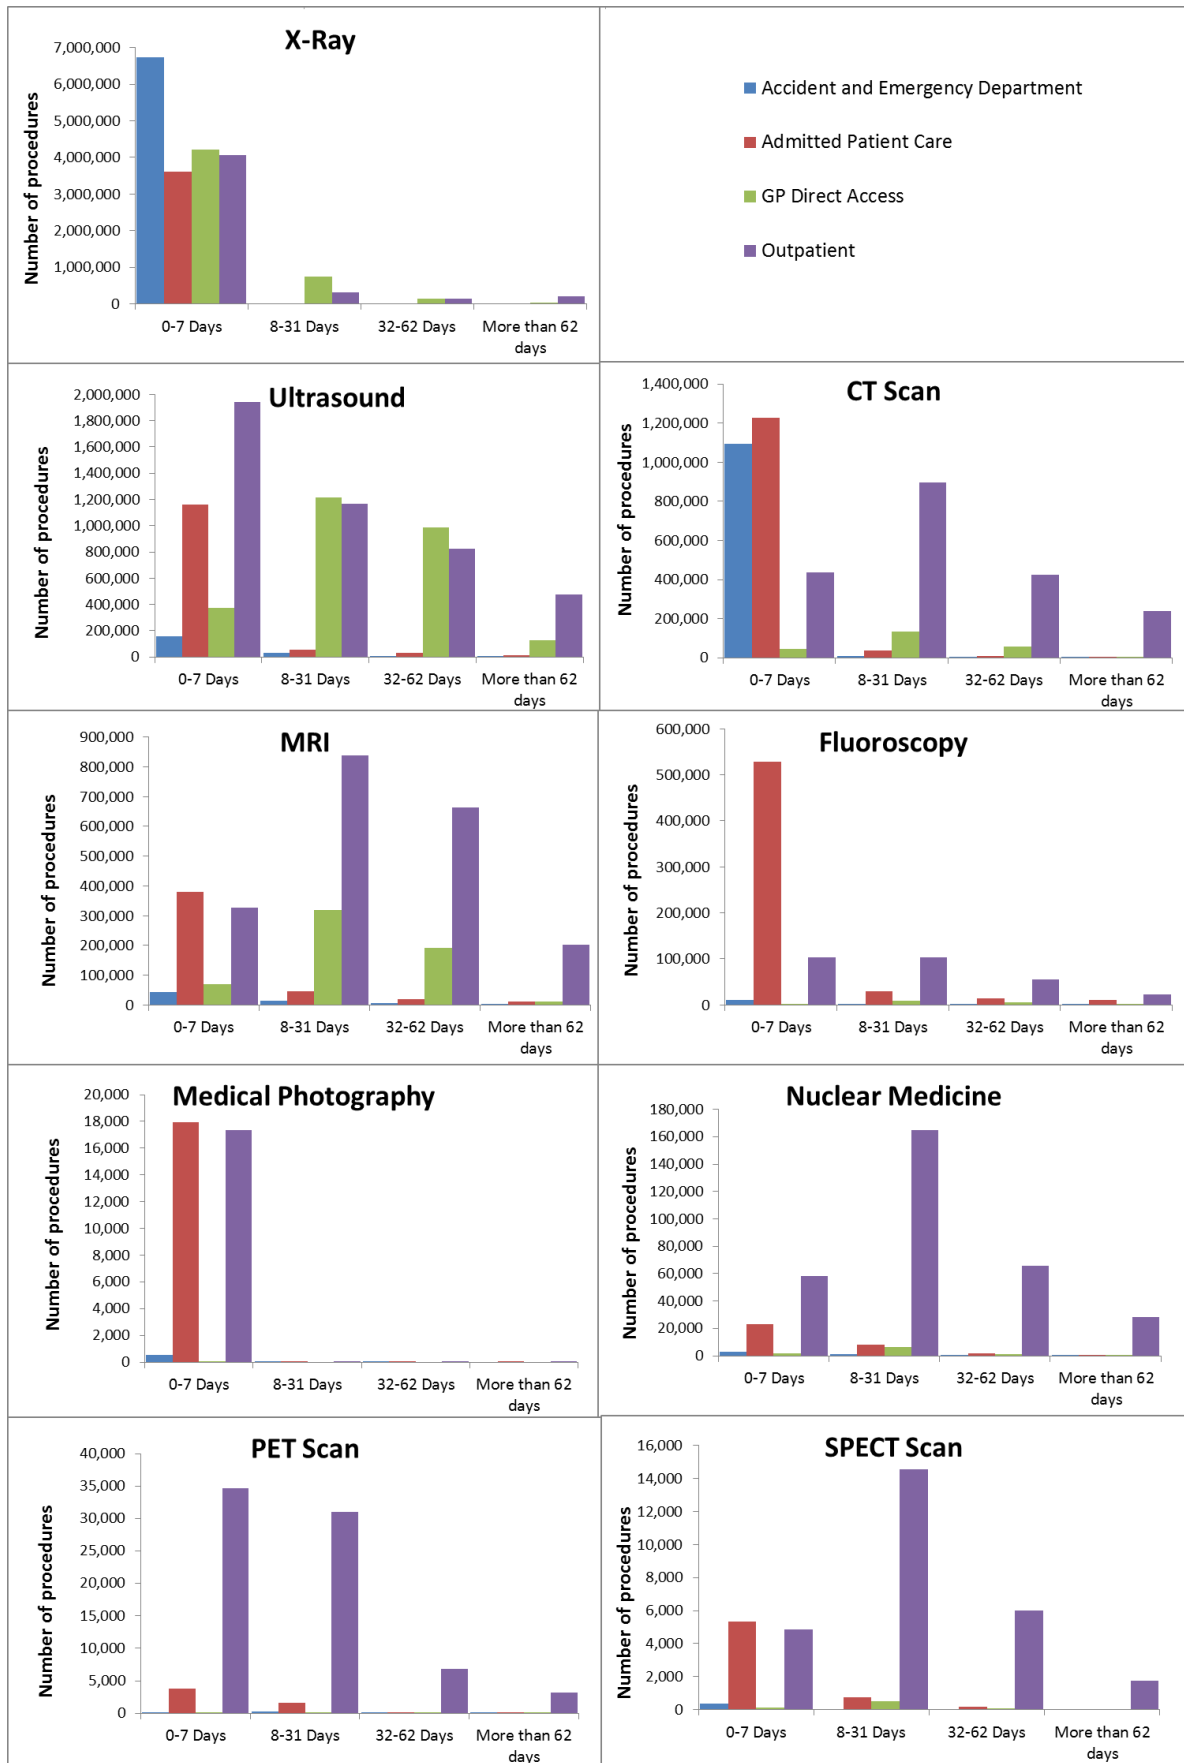 X-Ray
Number of procedures
7,000,000
6,000,000
5,000,000
4,000,000
3,000,000
2,000,000
1,000,000
0
0-7 Days
8-31 Days
32-62 Days
More than 62
days
Accident and Emergency Department
Admitted Patient Care
GP Direct Access
Outpatient
Ultrasound
Number of procedures
2,000,000
1,800,000
1,600,000
1,400,000
1,200,000
1,000,000
800,000
600,000
400,000
200,000
0
0-7 Days
8-31 Days
32-62 Days
More than 62
days
CT Scan
Number of procedures
1,400,000
1,200,000
1,000,000
800,000
600,000
400,000
200,000
0
0-7 Days
8-31 Days
32-62 Days
More than 62
days
MRI
Number of procedures
900,000
800,000
700,000
600,000
500,000
400,000
300,000
200,000
100,000
0
0-7 Days
8-31 Days
32-62 Days
More than 62
days
Fluoroscopy
Number of procedures
600,000
500,000
400,000
300,000
200,000
100,000
0
0-7 Days
8-31 Days
32-62 Days
More than 62
days
Medical Photography
Number of procedures
20,000
18,000
16,000
14,000
12,000
10,000
8,000
6,000
4,000
2,000
0
0-7 Days
8-31 Days
32-62 Days
More than 62
days
Nuclear Medicine
Number of procedures
180,000
160,000
140,000
120,000
100,000
80,000
60,000
40,000
20,000
0
0-7 Days
8-31 Days
32-62 Days
More than 62
days
PET Scan
Number of procedures
40,000
35,000
30,000
25,000
20,000
15,000
10,000
5,000
0
0-7 Days
8-31 Days
32-62 Days
More than 62
days
SPECT Scan
Number of procedures
16,000
14,000
12,000
10,000
8,000
6,000
4,000
2,000
0
0-7 Days
8-31 Days
32-62 Days
More than 62
days